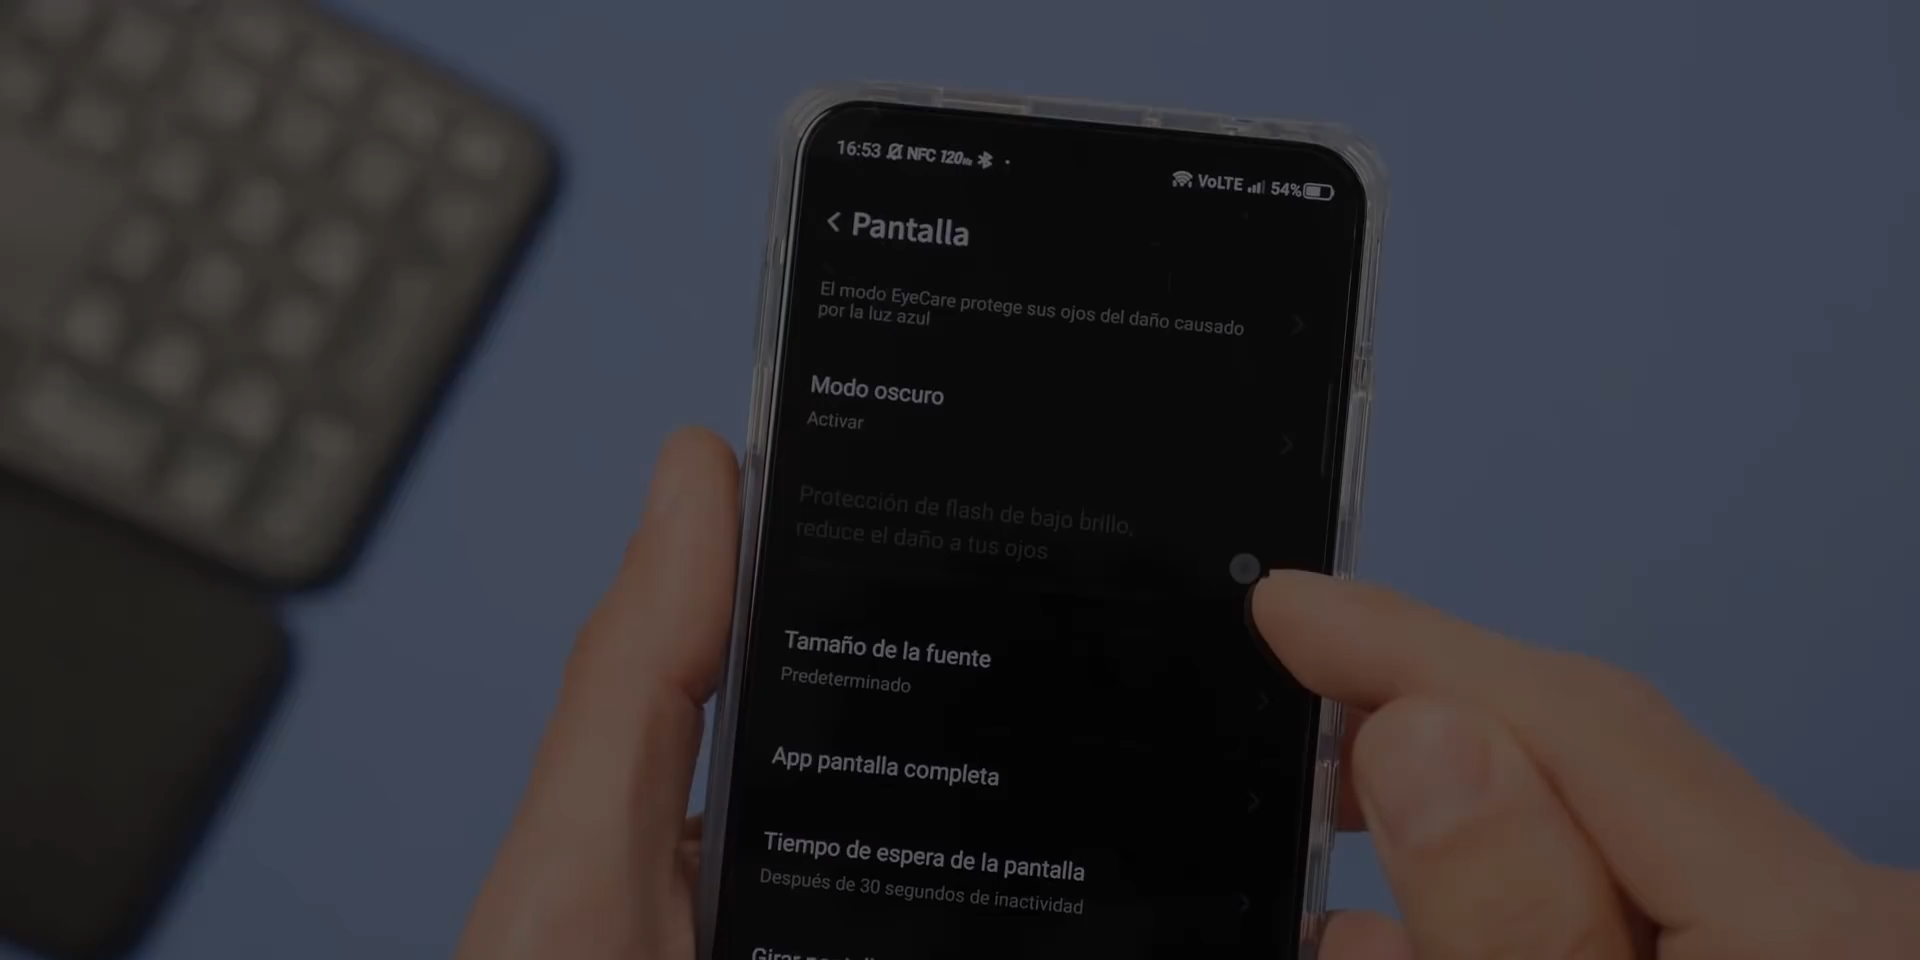 16:53 NFC 120Hz VoLTE 54%
Pantalla
El modo EyeCare protege sus ojos del daño causado
por la luz azul
Modo oscuro
Activar
Protección de flash de bajo brillo,
reduce el daño a tus ojos
Tamaño de la fuente
Predeterminado
App pantalla completa
Tiempo de espera de la pantalla
Después de 30 segundos de inactividad
Girar